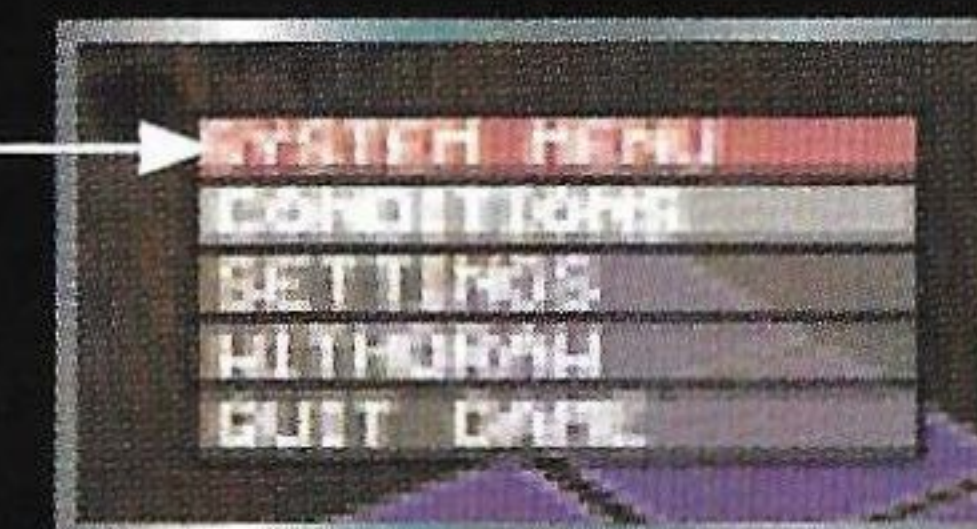 SYSTEM MENU
CONDITIONS
SETTINGS
WITHDRAW
QUIT GAME